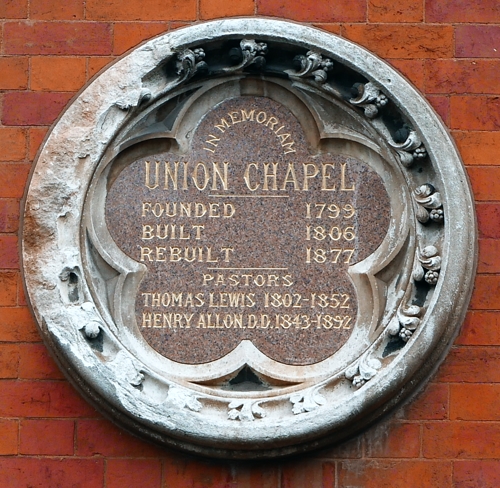 IN MEMORIAM
UNION CHAPEL
FOUNDED 1799
BUILT 1806
REBUILT 1877
PASTORS
THOMAS LEWIS 1802-1852
HENRY ALLON. D.D. 1843-1892